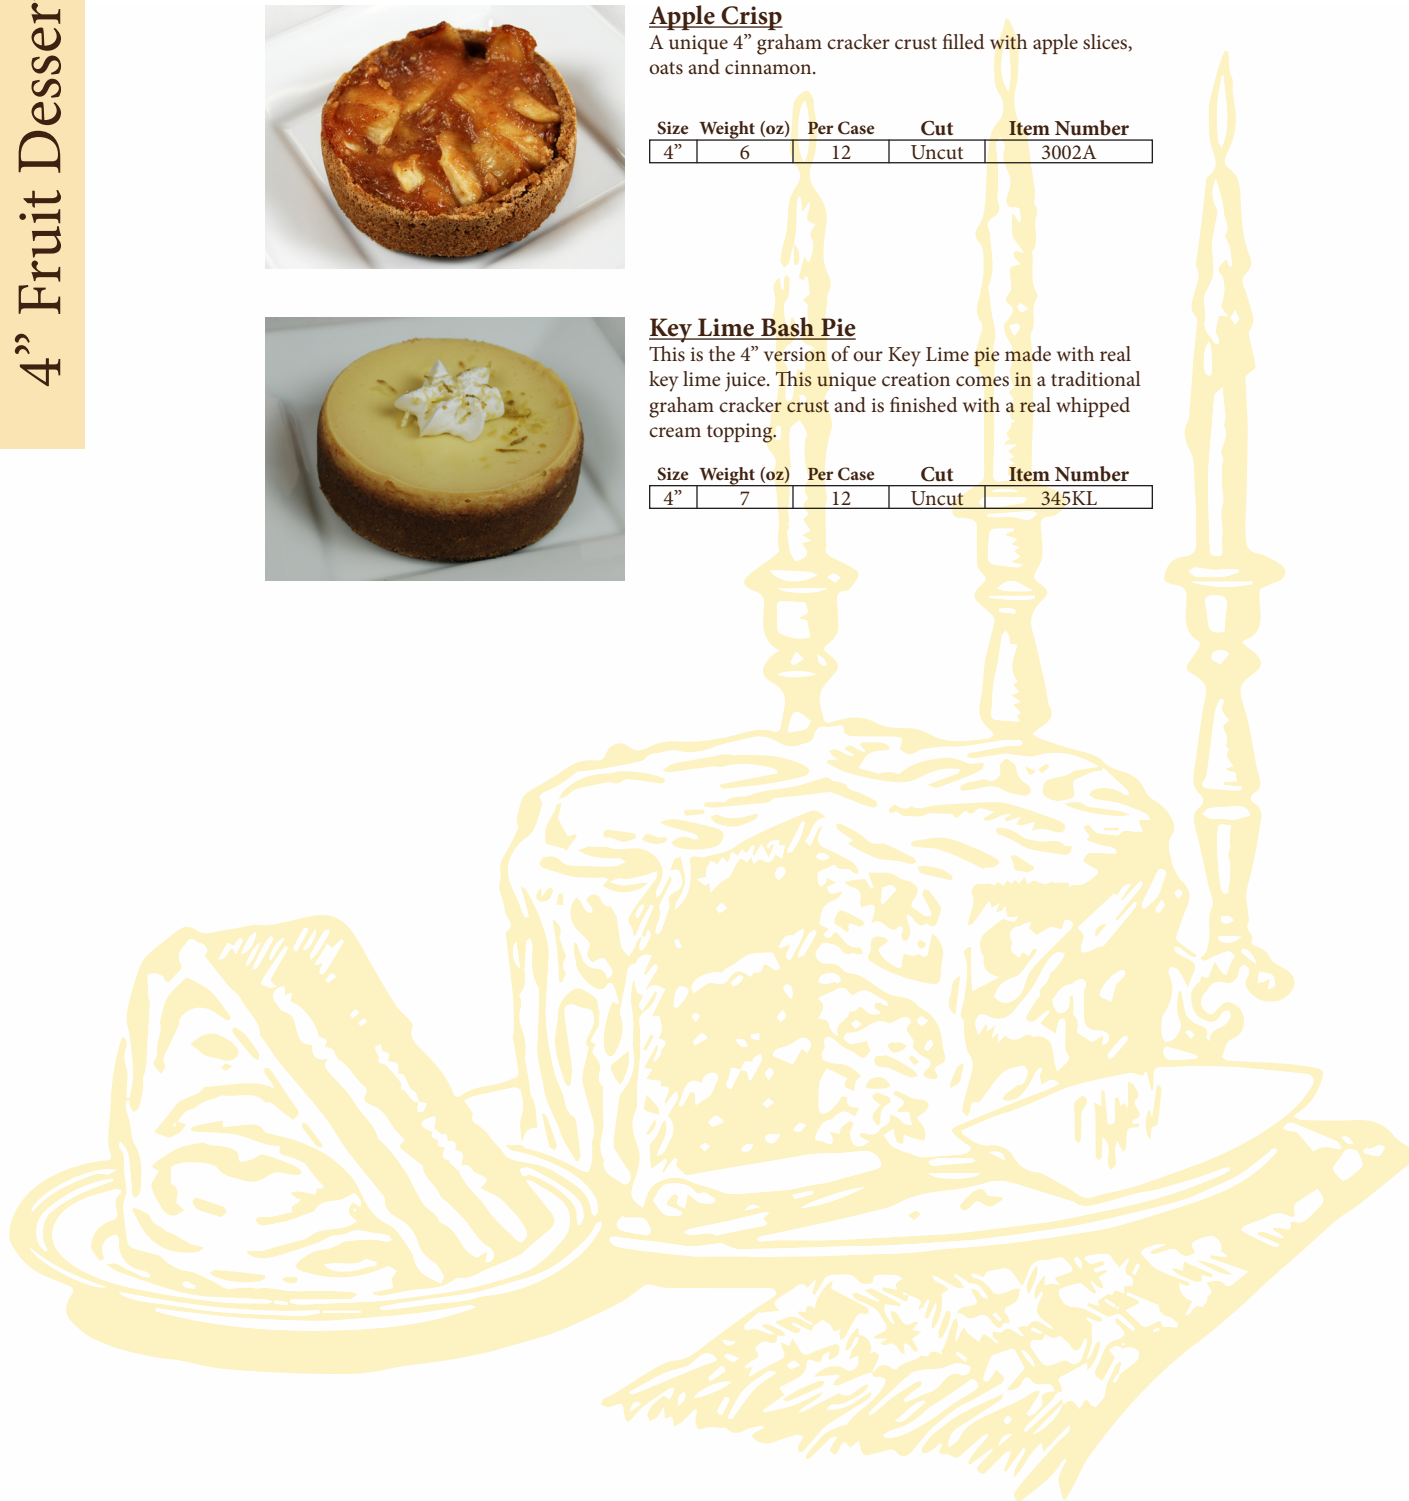 4” Fruit Desser
Apple Crisp
A unique 4” graham cracker crust filled with apple slices,
oats and cinnamon.
Size Weight (oz) Per Case Cut Item Number
4” 6 12 Uncut 3002A
Key Lime Bash Pie
This is the 4” version of our Key Lime pie made with real
key lime juice. This unique creation comes in a traditional
graham cracker crust and is finished with a real whipped
cream topping.
Size Weight (oz) Per Case Cut Item Number
4” 7 12 Uncut 345KL